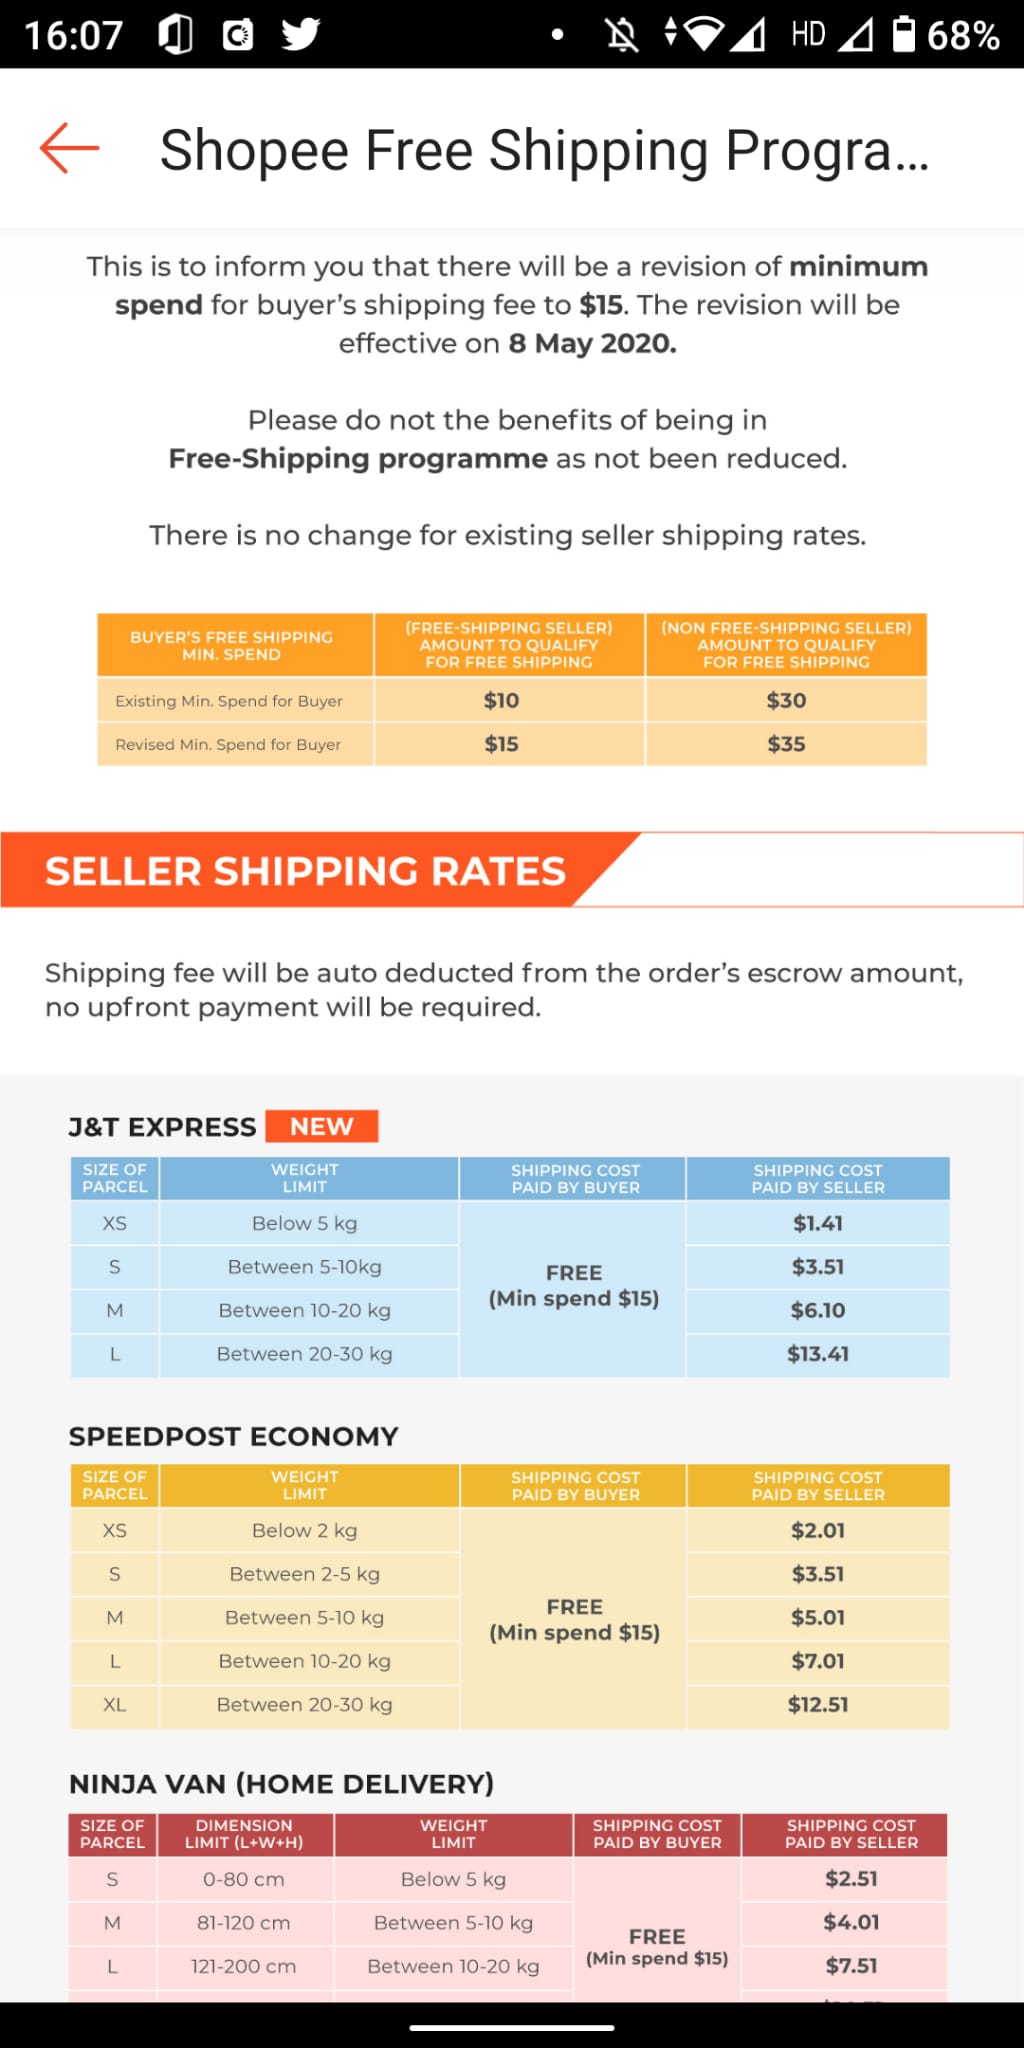 16:07
HD
68%
Shopee Free Shipping Progra...
This is to inform you that there will be a revision of minimum
spend for buyer's shipping fee to $15. The revision will be
effective on 8 May 2020.
Please do not the benefits of being in
Free-Shipping programme as not been reduced.
There is no change for existing seller shipping rates.
BUYER'S FREE SHIPPING
MIN. SPEND
(FREE-SHIPPING SELLER)
AMOUNT TO QUALIFY
FOR FREE SHIPPING
(NON FREE-SHIPPING SELLER)
AMOUNT TO QUALIFY
FOR FREE SHIPPING
Existing Min. Spend for Buyer $10 $30
Revised Min. Spend for Buyer $15 $35
SELLER SHIPPING RATES
Shipping fee will be auto deducted from the order's escrow amount,
no upfront payment will be required.
J&T EXPRESS NEW
SIZE OF
PARCEL
WEIGHT
LIMIT
SHIPPING COST
PAID BY BUYER
SHIPPING COST
PAID BY SELLER
XS Below 5 kg $1.41
S Between 5-10kg $3.51
FREE
(Min spend $15)
M Between 10-20 kg $6.10
L Between 20-30 kg $13.41
SPEEDPOST ECONOMY
SIZE OF
PARCEL
WEIGHT
LIMIT
SHIPPING COST
PAID BY BUYER
SHIPPING COST
PAID BY SELLER
XS Below 2 kg $2.01
S Between 2-5 kg $3.51
FREE
(Min spend $15)
M Between 5-10 kg $5.01
L Between 10-20 kg $7.01
XL Between 20-30 kg $12.51
NINJA VAN (HOME DELIVERY)
SIZE OF
PARCEL
DIMENSION
LIMIT (L+W+H)
WEIGHT
LIMIT
SHIPPING COST
PAID BY BUYER
SHIPPING COST
PAID BY SELLER
S 0-80 cm Below 5 kg $2.51
M 81-120 cm Between 5-10 kg $4.01
FREE
(Min spend $15)
L 121-200 cm Between 10-20 kg $7.51